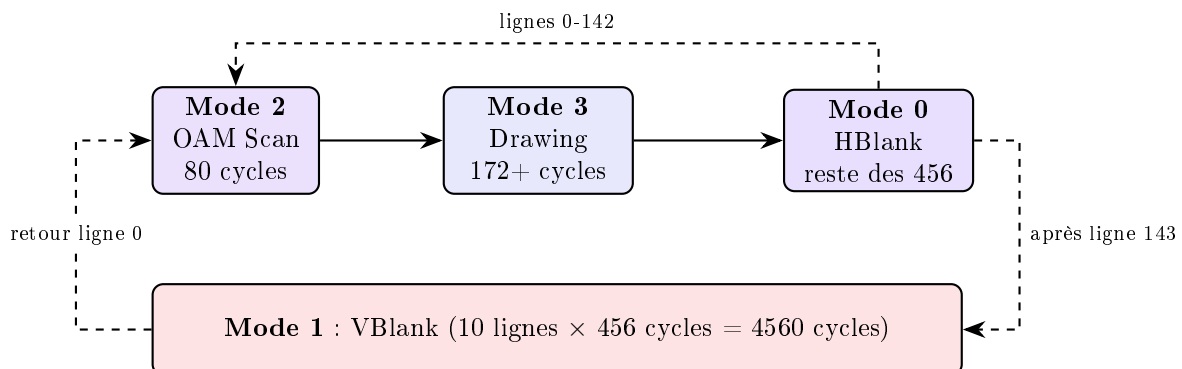 lignes 0-142
Mode 2
OAM Scan
80 cycles
Mode 3
Drawing
172+ cycles
Mode 0
HBlank
reste des 456
retour ligne 0
après ligne 143
Mode 1 : VBlank (10 lignes × 456 cycles = 4560 cycles)